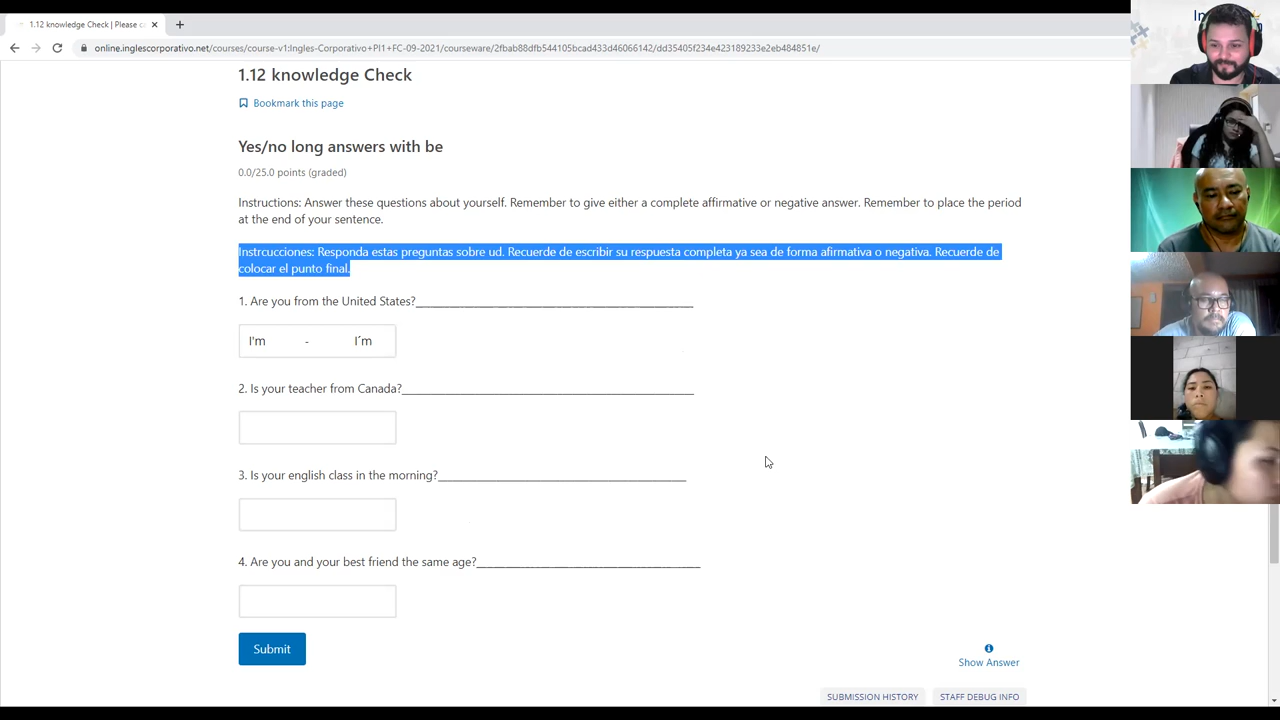 1.12 knowledge Check | Please c
online.inglescorporativo.net/courses/course-v1:Ingles-Corporativo+PI1+FC-09-2021/courseware/2fbab88dfb544105bcad433d46066142/dd35405f234e423189233e2eb484851e/
1.12 knowledge Check
Bookmark this page
Yes/no long answers with be
0.0/25.0 points (graded)
Instructions: Answer these questions about yourself. Remember to give either a complete affirmative or negative answer. Remember to place the period
at the end of your sentence.
Instrcucciones: Responda estas preguntas sobre ud. Recuerde de escribir su respuesta completa ya sea de forma afirmativa o negativa. Recuerde de
colocar el punto final.
1. Are you from the United States?
I'm - I´m
2. Is your teacher from Canada?
3. Is your english class in the morning?
4. Are you and your best friend the same age?
Submit
Show Answer
SUBMISSION HISTORY
STAFF DEBUG INFO